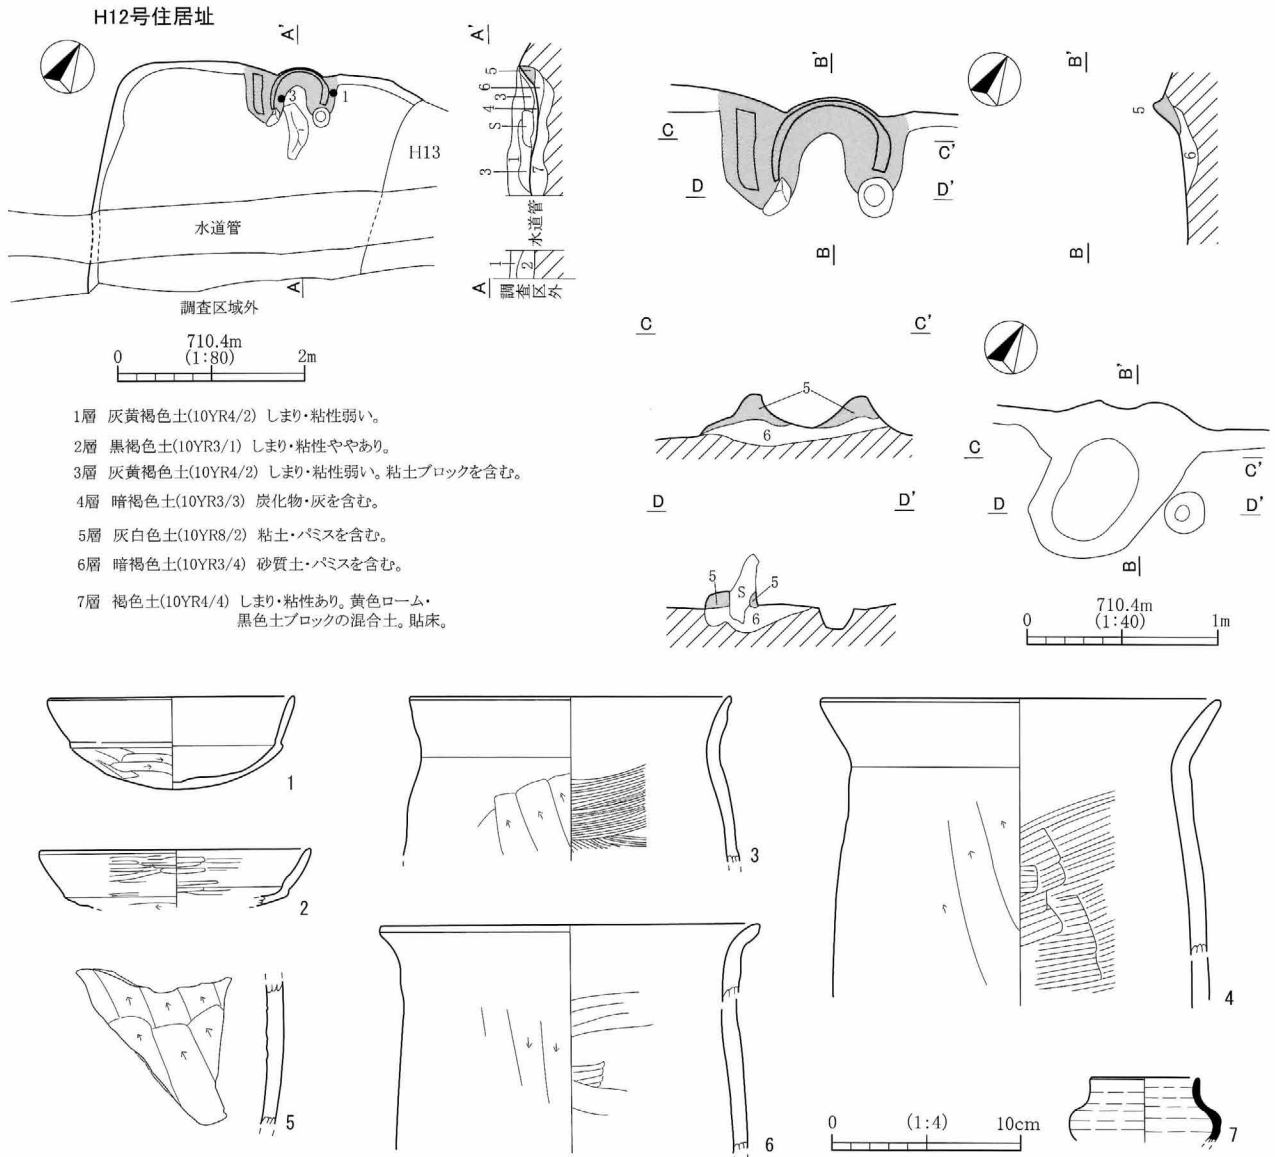 H12号住居址
A'
A'
3
1
H13
水道管
A
調査区域外
5
6
3
4
S
1
3
7
水道管
1
2
A
調査区外
710.4m
0 (1:80) 2m
B'
C
C'
D
D'
B
B'
5
6
B
C
C'
5
6
D
D'
5
S
5
6
B'
C
C'
D
D'
B
710.4m
0 (1:40) 1m
1層 灰黄褐色土(10YR4/2) しまり・粘性弱い。
2層 黒褐色土(10YR3/1) しまり・粘性ややあり。
3層 灰黄褐色土(10YR4/2) しまり・粘性弱い。粘土ブロックを含む。
4層 暗褐色土(10YR3/3) 炭化物・灰を含む。
5層 灰白色土(10YR8/2) 粘土・パミスを含む。
6層 暗褐色土(10YR3/4) 砂質土・パミスを含む。
7層 褐色土(10YR4/4) しまり・粘性あり。黄色ローム・
黒色土ブロックの混合土。貼床。
1
2
3
4
5
6
7
0 (1:4) 10cm